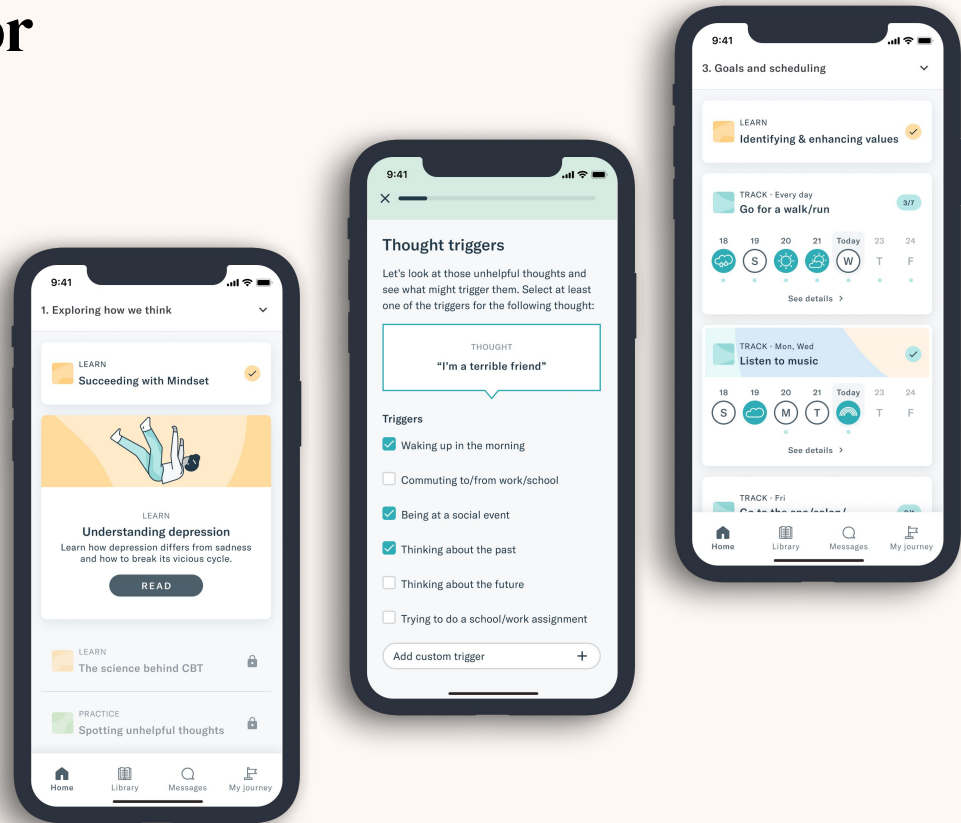 or
9:41
1. Exploring how we think
LEARN
Succeeding with Mindset
LEARN
Understanding depression
Learn how depression differs from sadness
and how to break its vicious cycle.
READ
LEARN
The science behind CBT
PRACTICE
Spotting unhelpful thoughts
Home Library Messages My journey
9:41
Thought triggers
Let's look at those unhelpful thoughts and
see what might trigger them. Select at least
one of the triggers for the following thought:
THOUGHT
“I'm a terrible friend”
Triggers
Waking up in the morning
Commuting to/from work/school
Being at a social event
Thinking about the past
Thinking about the future
Trying to do a school/work assignment
Add custom trigger +
9:41
3. Goals and scheduling
LEARN
Identifying & enhancing values
TRACK · Every day
Go for a walk/run
3/7
18 19 20 21 Today 23 24
S W T F
See details >
TRACK · Mon, Wed
Listen to music
18 19 20 21 Today 23 24
S M T T F
See details >
TRACK · Fri
Home Library Messages My journey